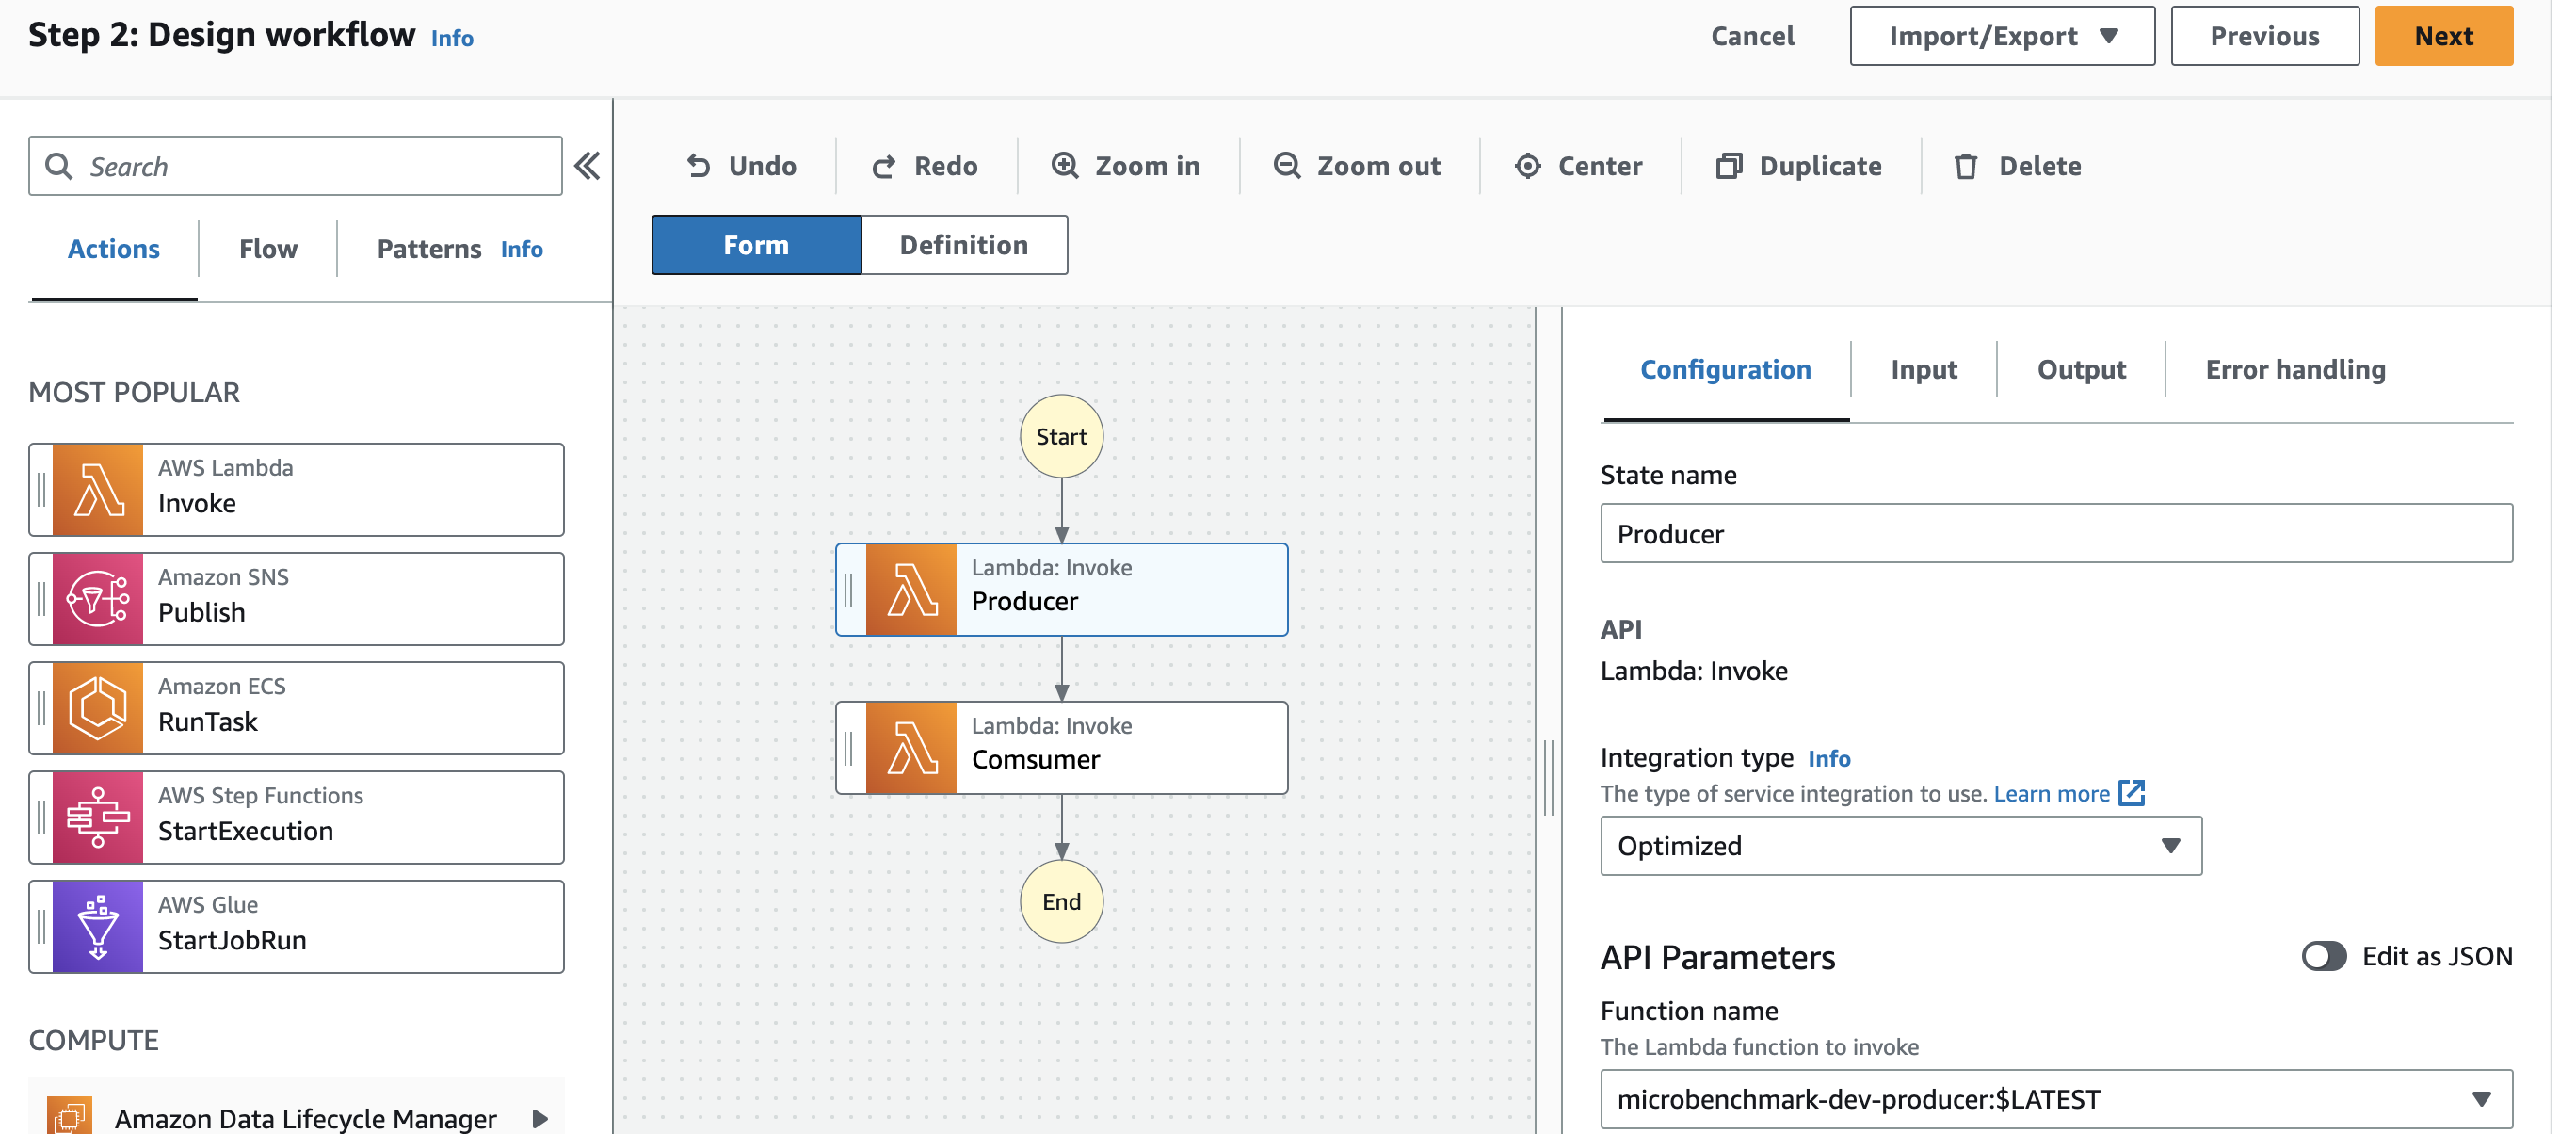 Step 2: Design workflow Info
Cancel
Import/Export
Previous
Next
Search
Actions
Flow
Patterns Info
MOST POPULAR
AWS Lambda
Invoke
Amazon SNS
Publish
Amazon ECS
RunTask
AWS Step Functions
StartExecution
AWS Glue
StartJobRun
COMPUTE
Amazon Data Lifecycle Manager
Undo
Redo
Zoom in
Zoom out
Center
Duplicate
Delete
Form
Definition
Start
Lambda: Invoke
Producer
Lambda: Invoke
Comsumer
End
Configuration
Input
Output
Error handling
State name
Producer
API
Lambda: Invoke
Integration type Info
The type of service integration to use. Learn more
Optimized
API Parameters
Edit as JSON
Function name
The Lambda function to invoke
microbenchmark-dev-producer:$LATEST